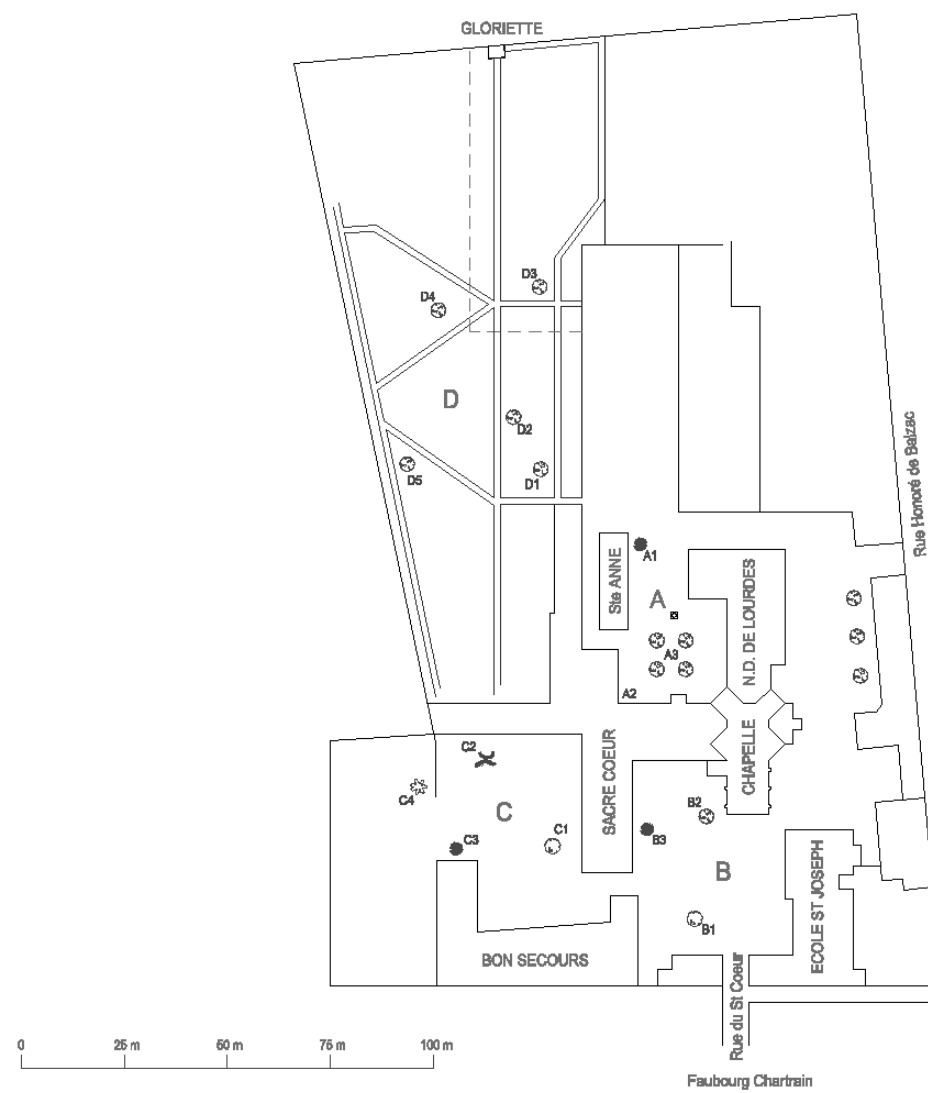 GLORIETTE
D3
D4
D
D2
Rue Honoré de Balzac
D5
D1
A1
Ste ANNE
A
N.D. DE LOURDES
A3
A2
C2
SACRE COEUR
CHAPELLE
C4
C
B2
C1
C3
B3
B
ECOLE ST JOSEPH
B1
BON SECOURS
Rue du St Coeur
0 25 m 50 m 75 m 100 m
Faubourg Chartrain